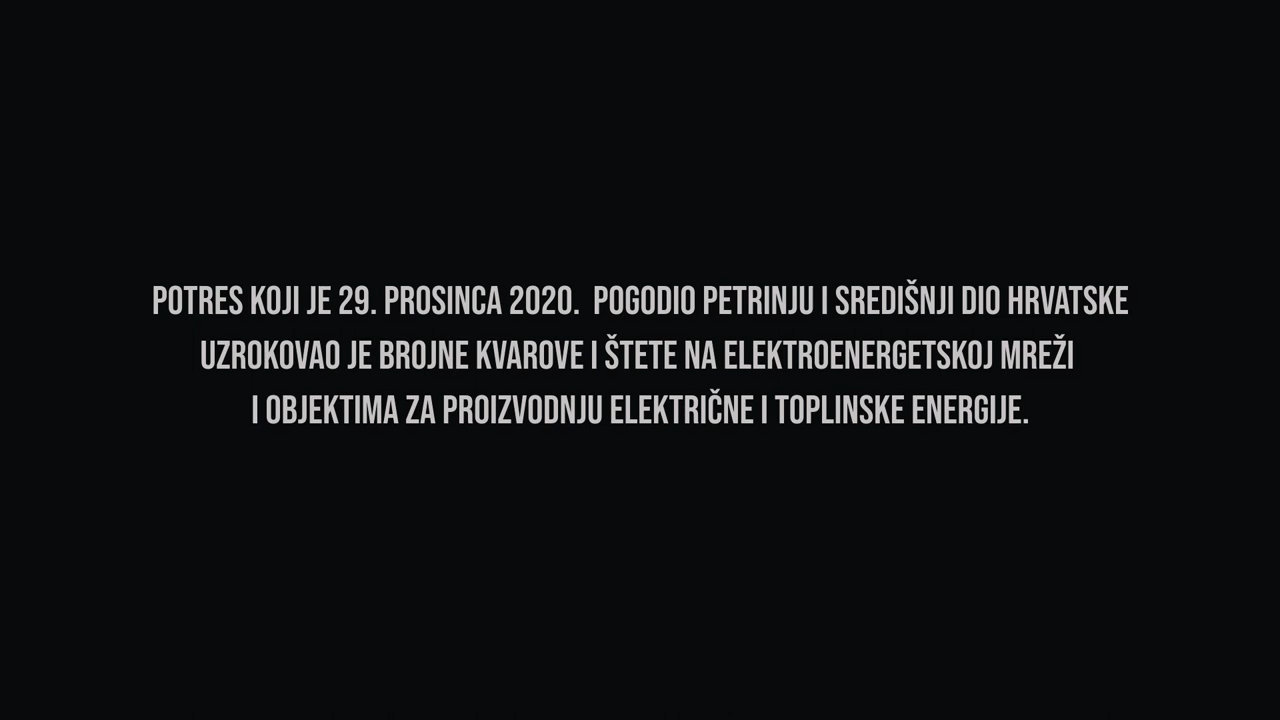 POTRES KOJI JE 29. PROSINCA 2020.  POGODIO PETRINJU I SREDIŠNJI DIO HRVATSKE
UZROKOVAO JE BROJNE KVAROVE I ŠTETE NA ELEKTROENERGETSKOJ MREŽI
I OBJEKTIMA ZA PROIZVODNJU ELEKTRIČNE I TOPLINSKE ENERGIJE.